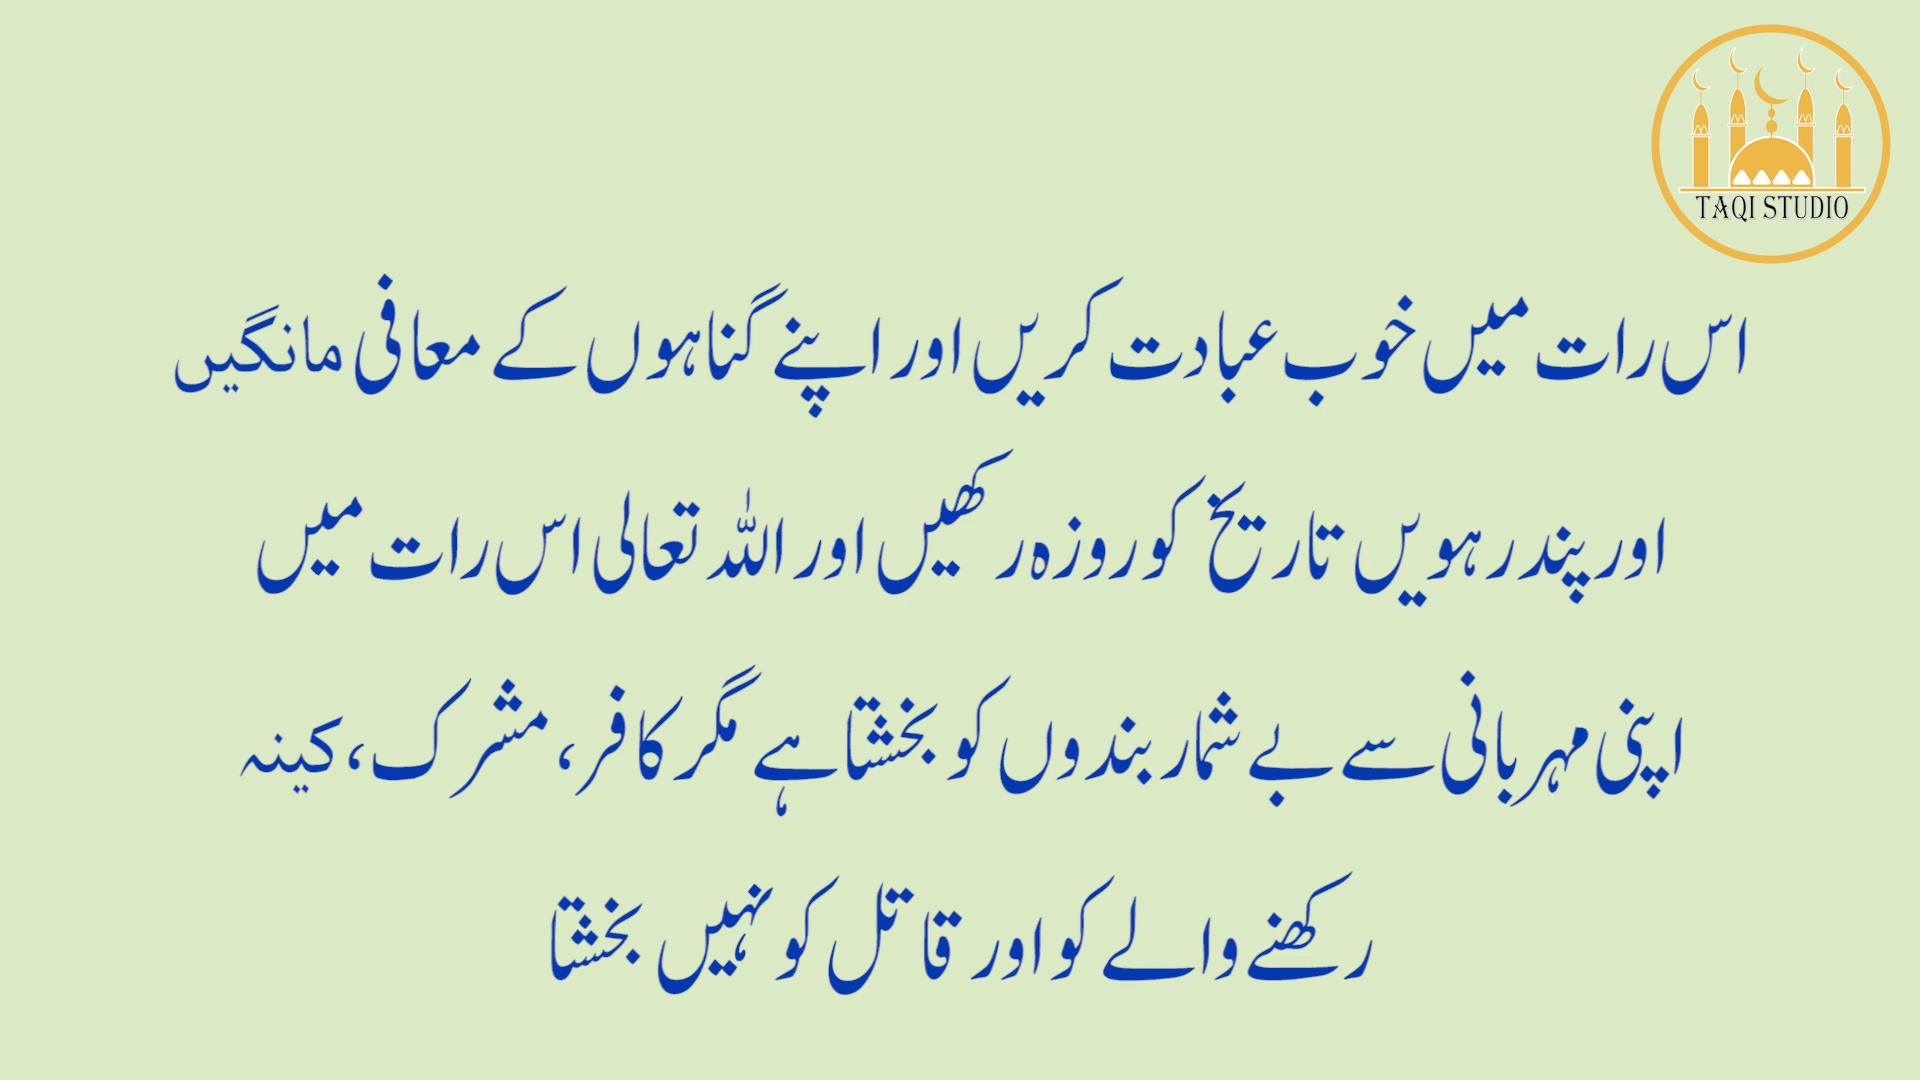 TAQI STUDIO
اس رات میں خوب عبادت کریں اور اپنے گناہوں کے معافی مانگیں
اور پندرہویں تاریخ کو روزہ رکھیں اور اللہ تعالی اس رات میں
اپنی مہربانی سے بے شمار بندوں کو بخشتا ہے مگر کافر، مشرک، کینہ
رکھنے والے کو اور قاتل کو نہیں بخشتا